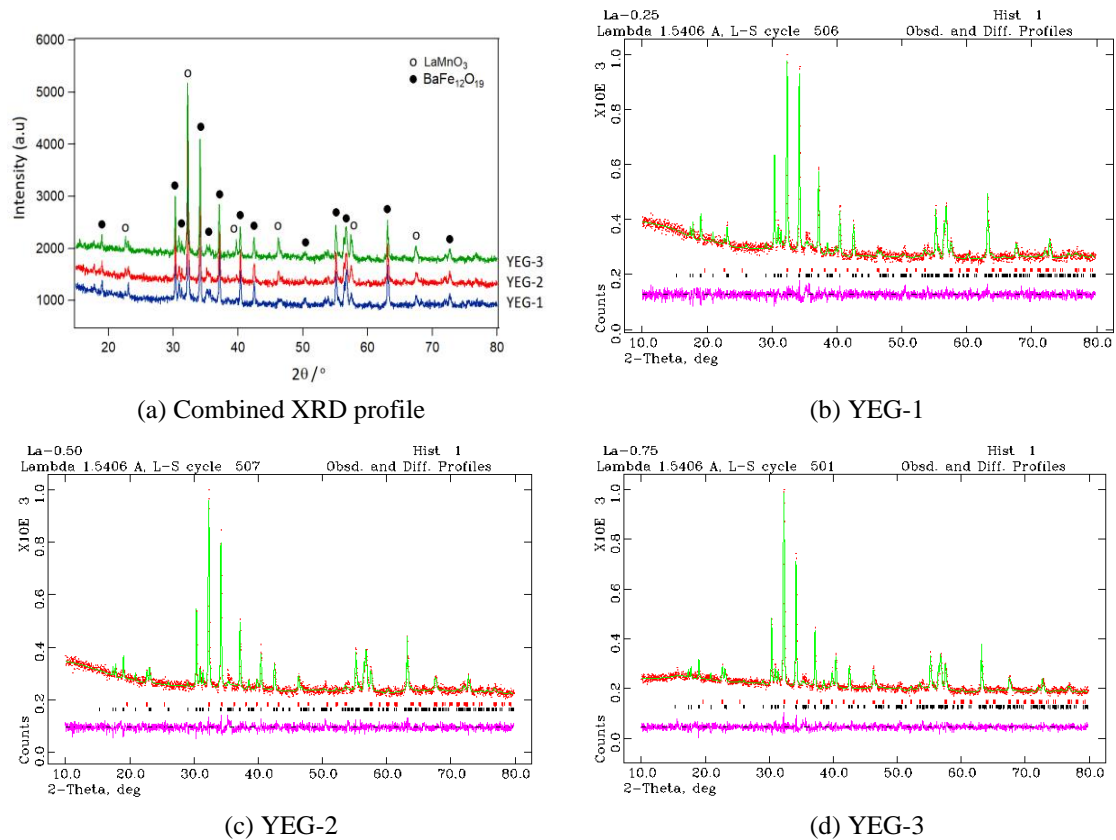 6000
5000
4000
3000
2000
1000
Intensity (a.u)
○ LaMnO₃
● BaFe₁₂O₁₉
YEG-3
YEG-2
YEG-1
20 30 40 50 60 70 80
2θ/°
(a) Combined XRD profile
La-0.25 Hist 1
Lambda 1.5406 A, L-S cycle 506 Obsd. and Diff. Profiles
X10E 3
1.0
0.8
0.6
0.4
0.2
0.0
Counts
10.0 20.0 30.0 40.0 50.0 60.0 70.0 80.0
2-Theta, deg
(b) YEG-1
La-0.50 Hist 1
Lambda 1.5406 A, L-S cycle 507 Obsd. and Diff. Profiles
X10E 3
1.0
0.8
0.6
0.4
0.2
0.0
Counts
10.0 20.0 30.0 40.0 50.0 60.0 70.0 80.0
2-Theta, deg
(c) YEG-2
La-0.75 Hist 1
Lambda 1.5406 A, L-S cycle 501 Obsd. and Diff. Profiles
X10E 3
1.0
0.8
0.6
0.4
0.2
0.0
Counts
10.0 20.0 30.0 40.0 50.0 60.0 70.0 80.0
2-Theta, deg
(d) YEG-3